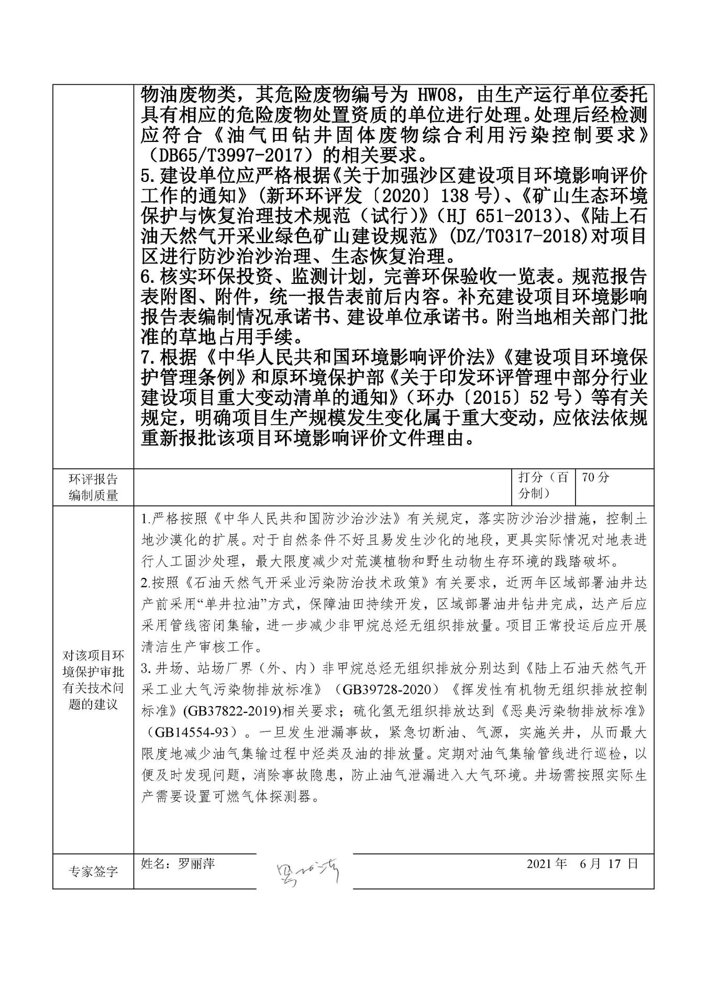 物油废物类，其危险废物编号为 HW08，由生产运行单位委托
具有相应的危险废物处置资质的单位进行处理。处理后经检测
应符合《油气田钻井固体废物综合利用污染控制要求》
（DB65/T3997-2017）的相关要求。
5.建设单位应严格根据《关于加强沙区建设项目环境影响评价
工作的通知》(新环环评发〔2020〕138 号)、《矿山生态环境
保护与恢复治理技术规范（试行)》（HJ 651-2013)、《陆上石
油天然气开采业绿色矿山建设规范》(DZ/T0317-2018)对项目
区进行防沙治沙治理、生态恢复治理。
6.核实环保投资、监测计划，完善环保验收一览表。规范报告
表附图、附件，统一报告表前后内容。补充建设项目环境影响
报告表编制情况承诺书、建设单位承诺书。附当地相关部门批
准的草地占用手续。
7.根据《中华人民共和国环境影响评价法》《建设项目环境保
护管理条例》和原环境保护部《关于印发环评管理中部分行业
建设项目重大变动清单的通知》（环办〔2015〕52 号）等有关
规定，明确项目生产规模发生变化属于重大变动，应依法依规
重新报批该项目环境影响评价文件理由。
环评报告
编制质量
打分（百
分制）
70 分
对该项目环
境保护审批
有关技术问
题的建议
1.严格按照《中华人民共和国防沙治沙法》有关规定，落实防沙治沙措施，控制土
地沙漠化的扩展。对于自然条件不好且易发生沙化的地段，更具实际情况对地表进
行人工固沙处理，最大限度减少对荒漠植物和野生动物生存环境的践踏破坏。
2.按照《石油天然气开采业污染防治技术政策》有关要求，近两年区域部署油井达
产前采用“单井拉油”方式，保障油田持续开发，区域部署油井钻井完成，达产后应
采用管线密闭集输，进一步减少非甲烷总烃无组织排放量。项目正常投运后应开展
清洁生产审核工作。
3. 井场、站场厂界（外、内）非甲烷总烃无组织排放分别达到《陆上石油天然气开
采工业大气污染物排放标准》（GB39728-2020）《挥发性有机物无组织排放控制
标准》(GB37822-2019)相关要求；硫化氢无组织排放达到《恶臭污染物排放标准》
（GB14554-93）。一旦发生泄漏事故，紧急切断油、气源，实施关井，从而最大
限度地减少油气集输过程中烃类及油的排放量。定期对油气集输管线进行巡检，以
便及时发现问题，消除事故隐患，防止油气泄漏进入大气环境。井场需按照实际生
产需要设置可燃气体探测器。
专家签字
姓名：罗丽萍
2021 年 6 月 17 日